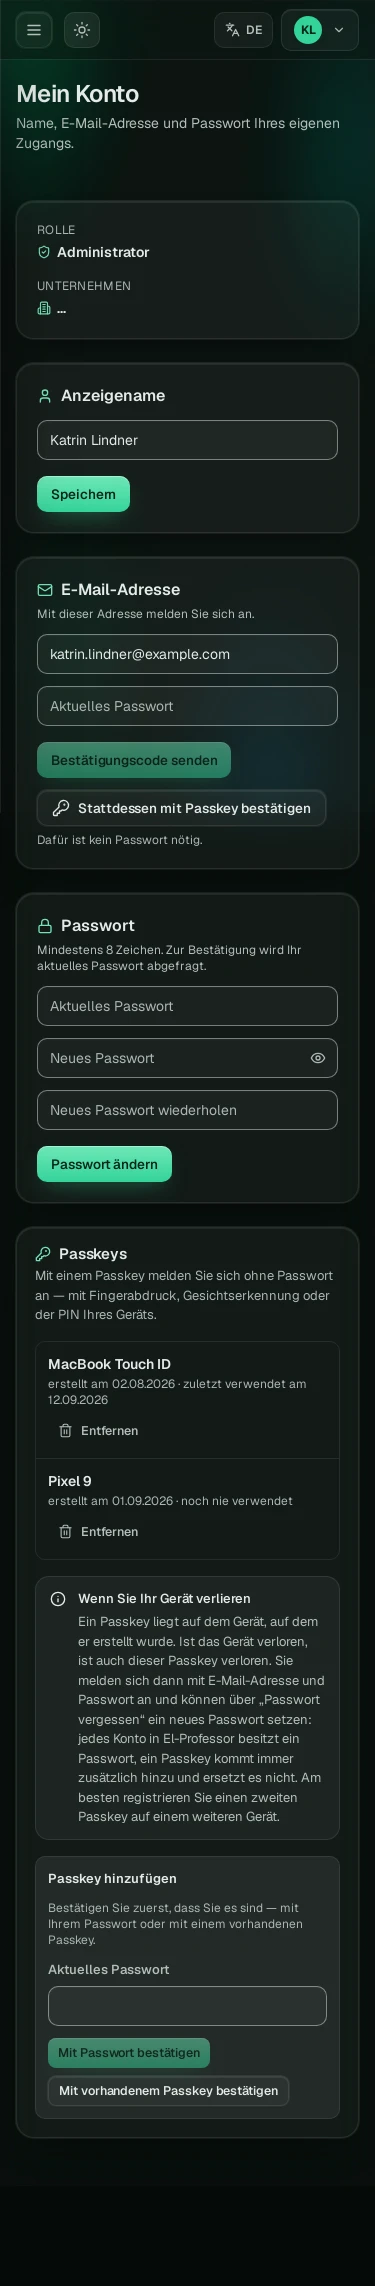 DE
KL
Mein Konto
Name, E-Mail-Adresse und Passwort Ihres eigenen
Zugangs.
ROLLE
Administrator
UNTERNEHMEN
...
Anzeigename
Katrin Lindner
Speichern
E-Mail-Adresse
Mit dieser Adresse melden Sie sich an.
katrin.lindner@example.com
Aktuelles Passwort
Bestätigungscode senden
Stattdessen mit Passkey bestätigen
Dafür ist kein Passwort nötig.
Passwort
Mindestens 8 Zeichen. Zur Bestätigung wird Ihr
aktuelles Passwort abgefragt.
Aktuelles Passwort
Neues Passwort
Neues Passwort wiederholen
Passwort ändern
Passkeys
Mit einem Passkey melden Sie sich ohne Passwort
an — mit Fingerabdruck, Gesichtserkennung oder
der PIN Ihres Geräts.
MacBook Touch ID
erstellt am 02.08.2026 · zuletzt verwendet am
12.09.2026
Entfernen
Pixel 9
erstellt am 01.09.2026 · noch nie verwendet
Entfernen
Wenn Sie Ihr Gerät verlieren
Ein Passkey liegt auf dem Gerät, auf dem
er erstellt wurde. Ist das Gerät verloren,
ist auch dieser Passkey verloren. Sie
melden sich dann mit E-Mail-Adresse und
Passwort an und können über „Passwort
vergessen“ ein neues Passwort setzen:
jedes Konto in El-Professor besitzt ein
Passwort, ein Passkey kommt immer
zusätzlich hinzu und ersetzt es nicht. Am
besten registrieren Sie einen zweiten
Passkey auf einem weiteren Gerät.
Passkey hinzufügen
Bestätigen Sie zuerst, dass Sie es sind — mit
Ihrem Passwort oder mit einem vorhandenen
Passkey.
Aktuelles Passwort
Mit Passwort bestätigen
Mit vorhandenem Passkey bestätigen